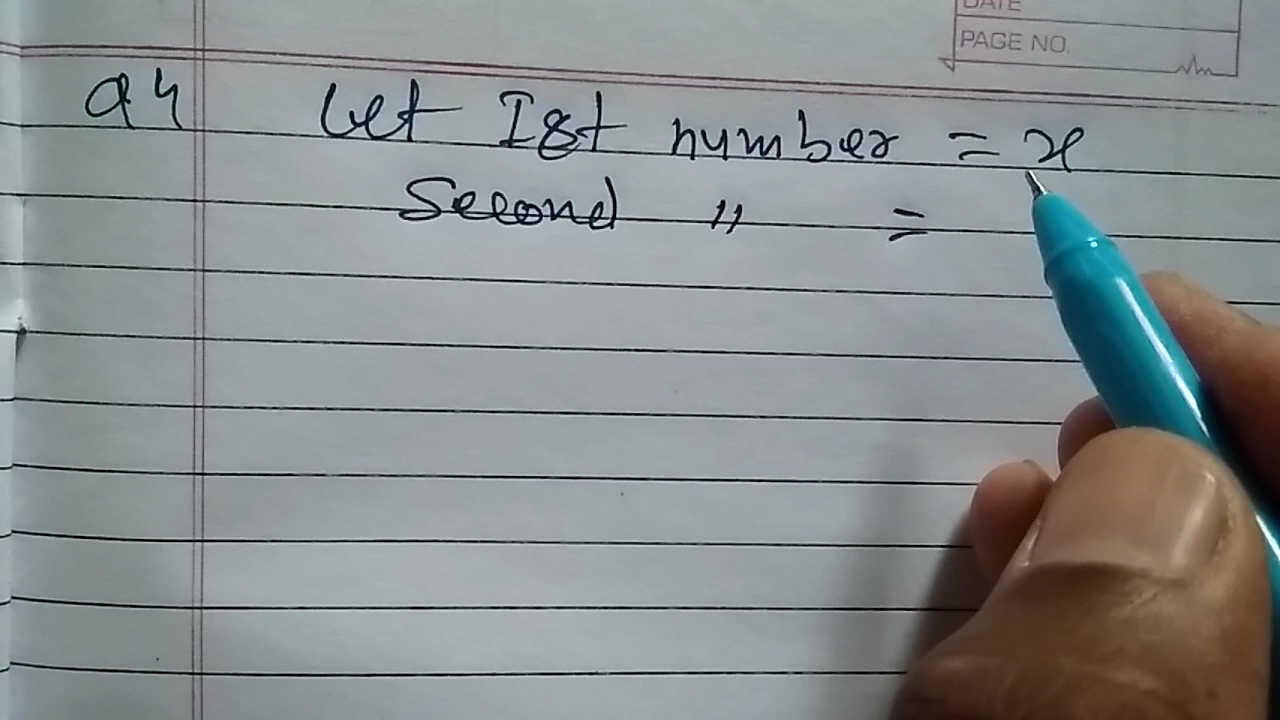 DATE
PAGE NO.
Q4 Let Ist number = x
Second " =